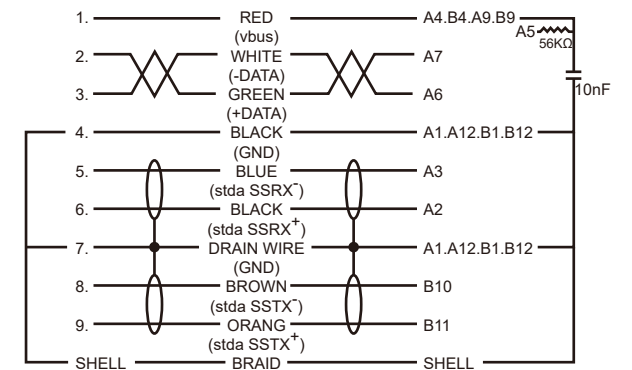 1. RED A4.B4.A9.B9
(vbus) A5 56KΩ
2. WHITE A7
(-DATA) 10nF
3. GREEN A6
(+DATA)
4. BLACK A1.A12.B1.B12
(GND)
5. BLUE A3
(stda SSRX-)
6. BLACK A2
(stda SSRX+)
7. DRAIN WIRE A1.A12.B1.B12
(GND)
8. BROWN B10
(stda SSTX-)
9. ORANG B11
(stda SSTX+)
SHELL BRAID SHELL